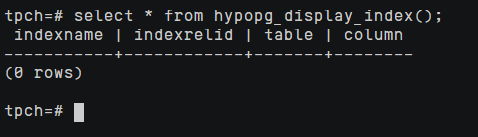 tpch=# select * from hypopg_display_index();
 indexname | indexrelid | table | column
-----------+------------+-------+--------
(0 rows)
tpch=#